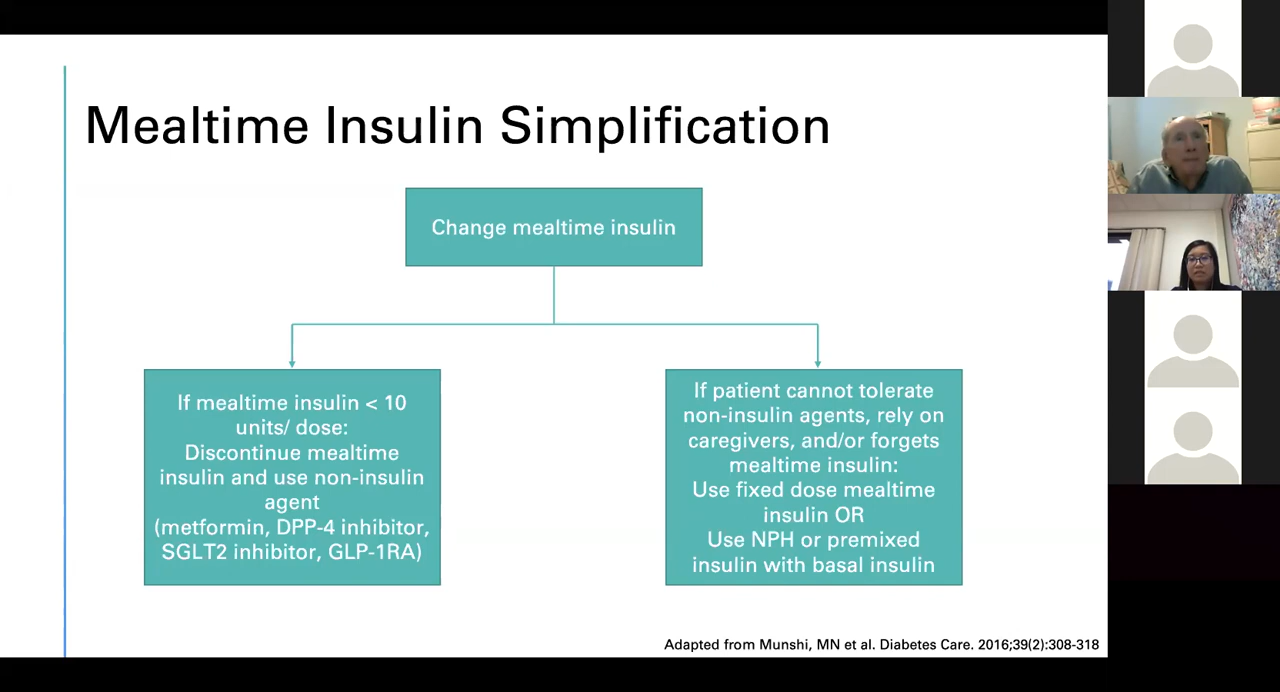 Mealtime Insulin Simplification
Change mealtime insulin
If mealtime insulin < 10
units/ dose:
Discontinue mealtime
insulin and use non-insulin
agent
(metformin, DPP-4 inhibitor,
SGLT2 inhibitor, GLP-1RA)
If patient cannot tolerate
non-insulin agents, rely on
caregivers, and/or forgets
mealtime insulin:
Use fixed dose mealtime
insulin OR
Use NPH or premixed
insulin with basal insulin
Adapted from Munshi, MN et al. Diabetes Care. 2016;39(2):308-318